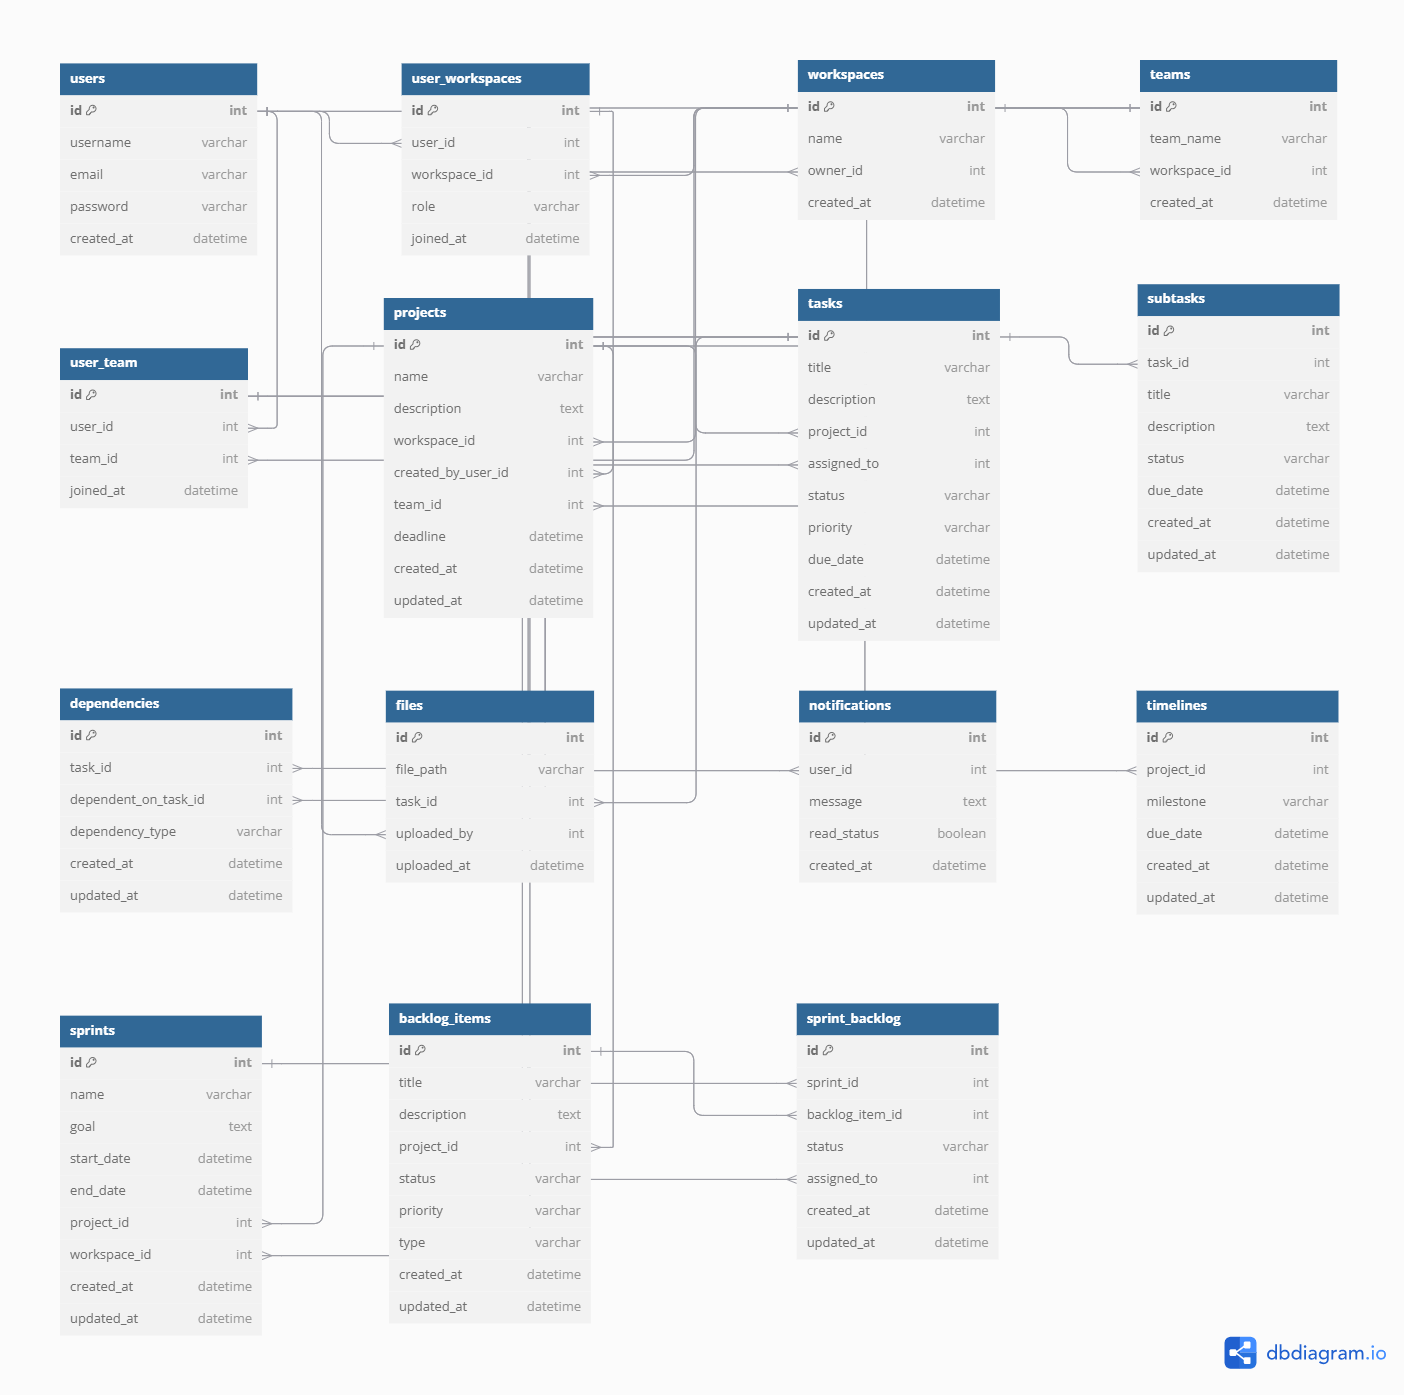 users
id int
username varchar
email varchar
password varchar
created_at datetime
user_workspaces
id int
user_id int
workspace_id int
role varchar
joined_at datetime
workspaces
id int
name varchar
owner_id int
created_at datetime
teams
id int
team_name varchar
workspace_id int
created_at datetime
user_team
id int
user_id int
team_id int
joined_at datetime
projects
id int
name varchar
description text
workspace_id int
created_by_user_id int
team_id int
deadline datetime
created_at datetime
updated_at datetime
tasks
id int
title varchar
description text
project_id int
assigned_to int
status varchar
priority varchar
due_date datetime
created_at datetime
updated_at datetime
subtasks
id int
task_id int
title varchar
description text
status varchar
due_date datetime
created_at datetime
updated_at datetime
dependencies
id int
task_id int
dependent_on_task_id int
dependency_type varchar
created_at datetime
updated_at datetime
files
id int
file_path varchar
task_id int
uploaded_by int
uploaded_at datetime
notifications
id int
user_id int
message text
read_status boolean
created_at datetime
timelines
id int
project_id int
milestone varchar
due_date datetime
created_at datetime
updated_at datetime
sprints
id int
name varchar
goal text
start_date datetime
end_date datetime
project_id int
workspace_id int
created_at datetime
updated_at datetime
backlog_items
id int
title varchar
description text
project_id int
status varchar
priority varchar
type varchar
created_at datetime
updated_at datetime
sprint_backlog
id int
sprint_id int
backlog_item_id int
status varchar
assigned_to int
created_at datetime
updated_at datetime
dbdiagram.io